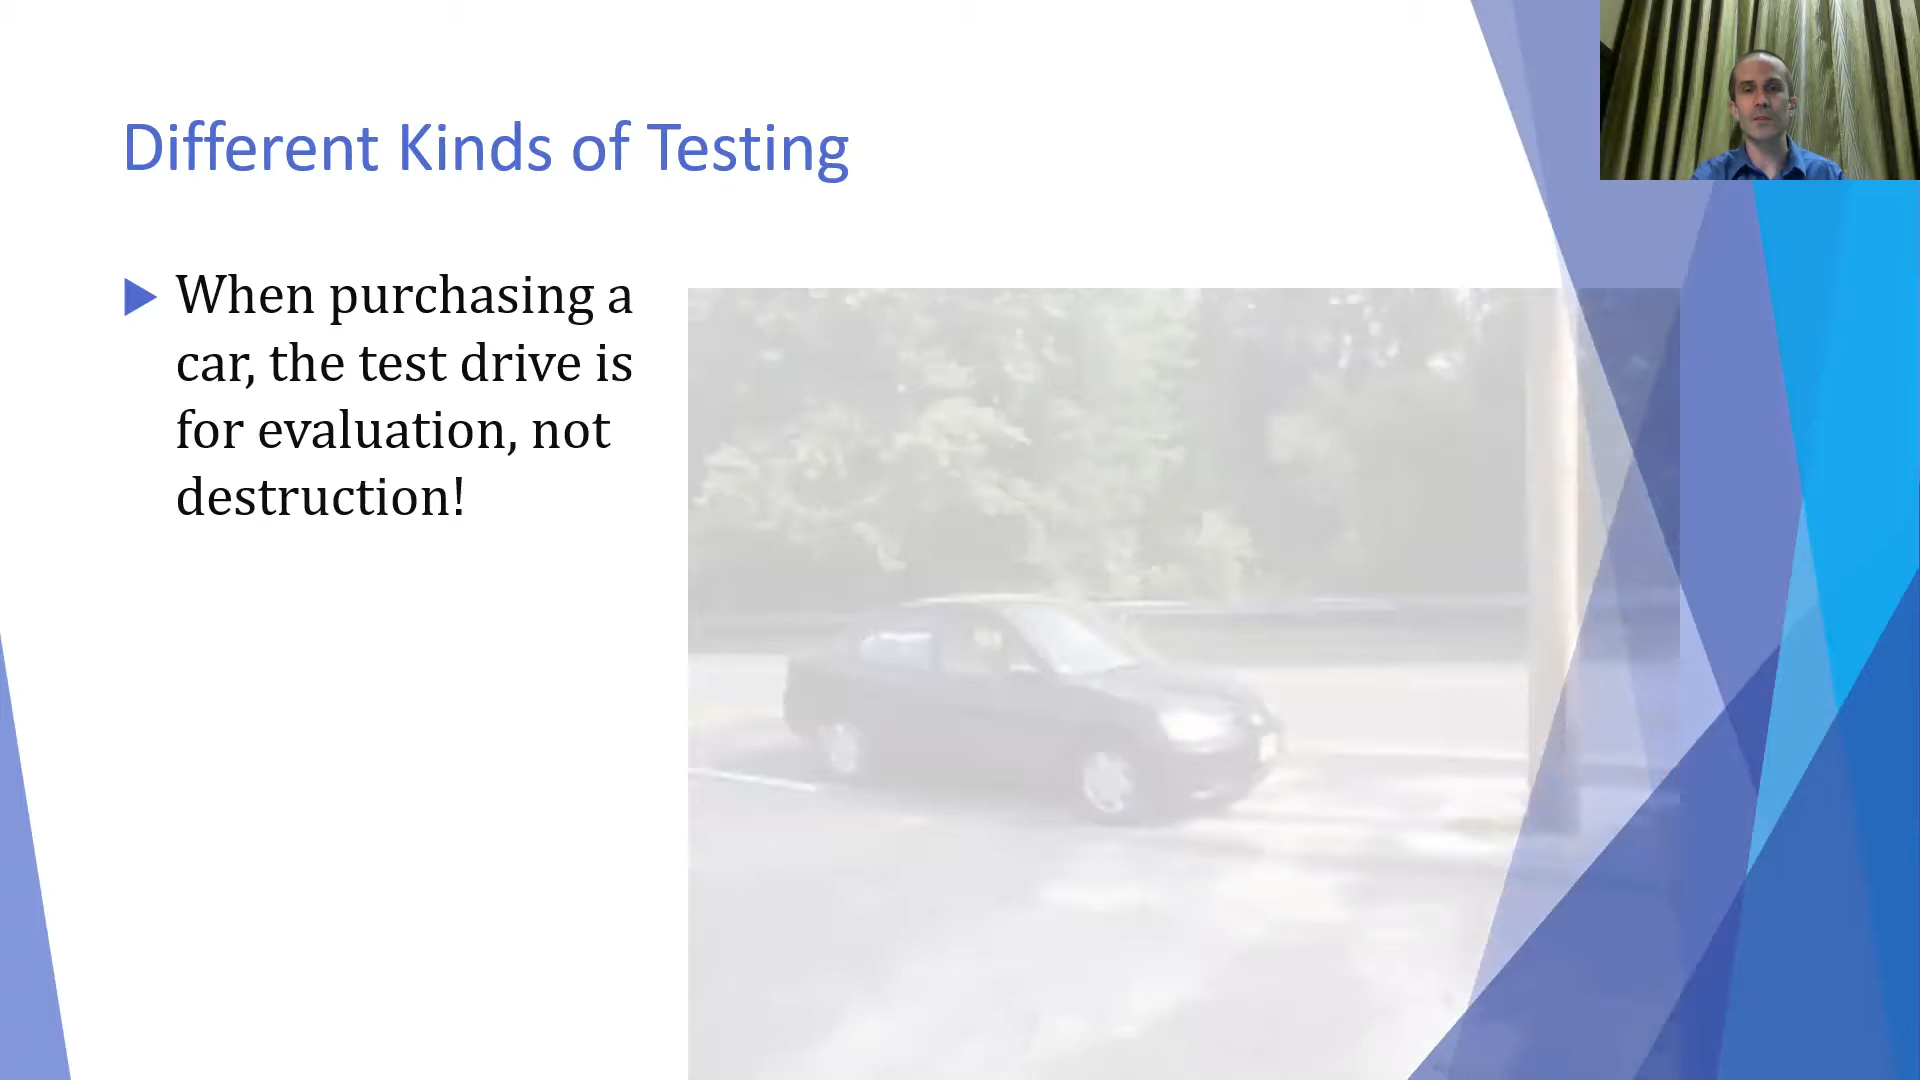 Different Kinds of Testing
When purchasing a
car, the test drive is
for evaluation, not
destruction!